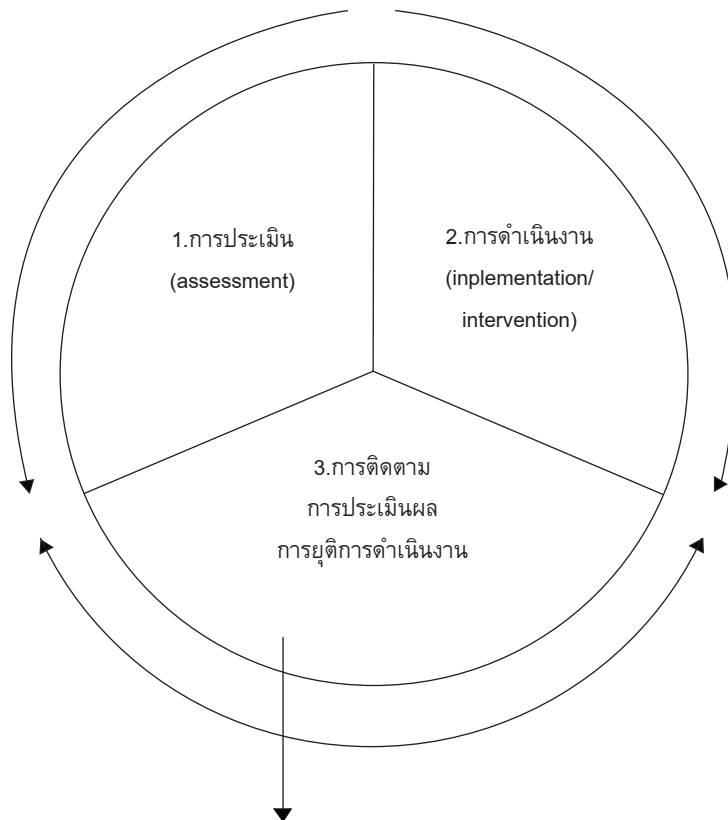 1.การประเมิน
(assessment)
2.การดำเนินงาน
(inplementation/
intervention)
3.การติดตาม
การประเมินผล
การยุติการดำเนินงาน